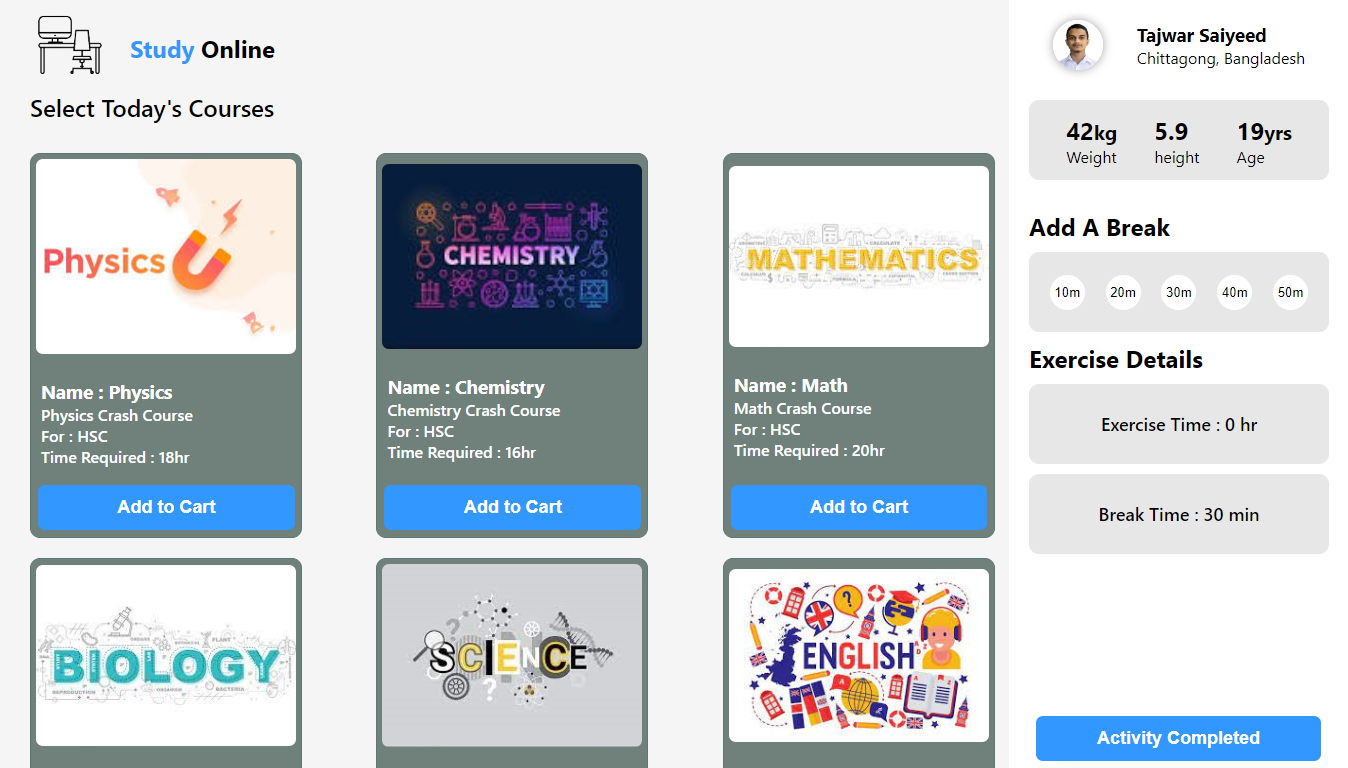 Study Online
Select Today's Courses
Physics
Name : Physics
Physics Crash Course
For : HSC
Time Required : 18hr
Add to Cart
CHEMISTRY
Name : Chemistry
Chemistry Crash Course
For : HSC
Time Required : 16hr
Add to Cart
MATHEMATICS
Name : Math
Math Crash Course
For : HSC
Time Required : 20hr
Add to Cart
BIOLOGY
SCIENCE
ENGLISH
Tajwar Saiyeed
Chittagong, Bangladesh
42kg 5.9 19yrs
Weight height Age
Add A Break
10m 20m 30m 40m 50m
Exercise Details
Exercise Time : 0 hr
Break Time : 30 min
Activity Completed